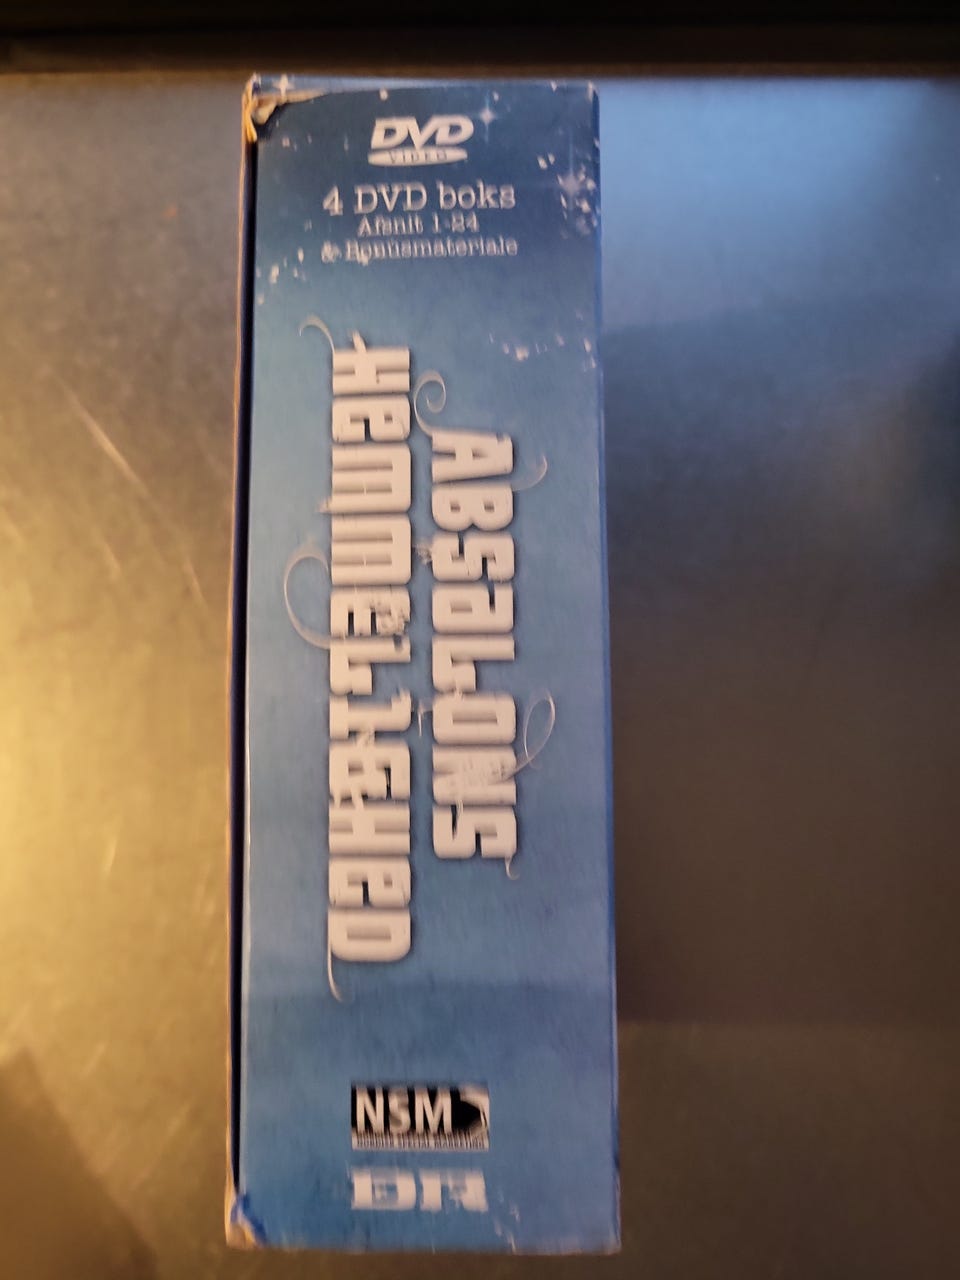 DVD
VIDEO
4 DVD boks
Afsnit 1-24
& Bonusmateriale
ABSALONS
HEMMELIGHED
NSM
DR